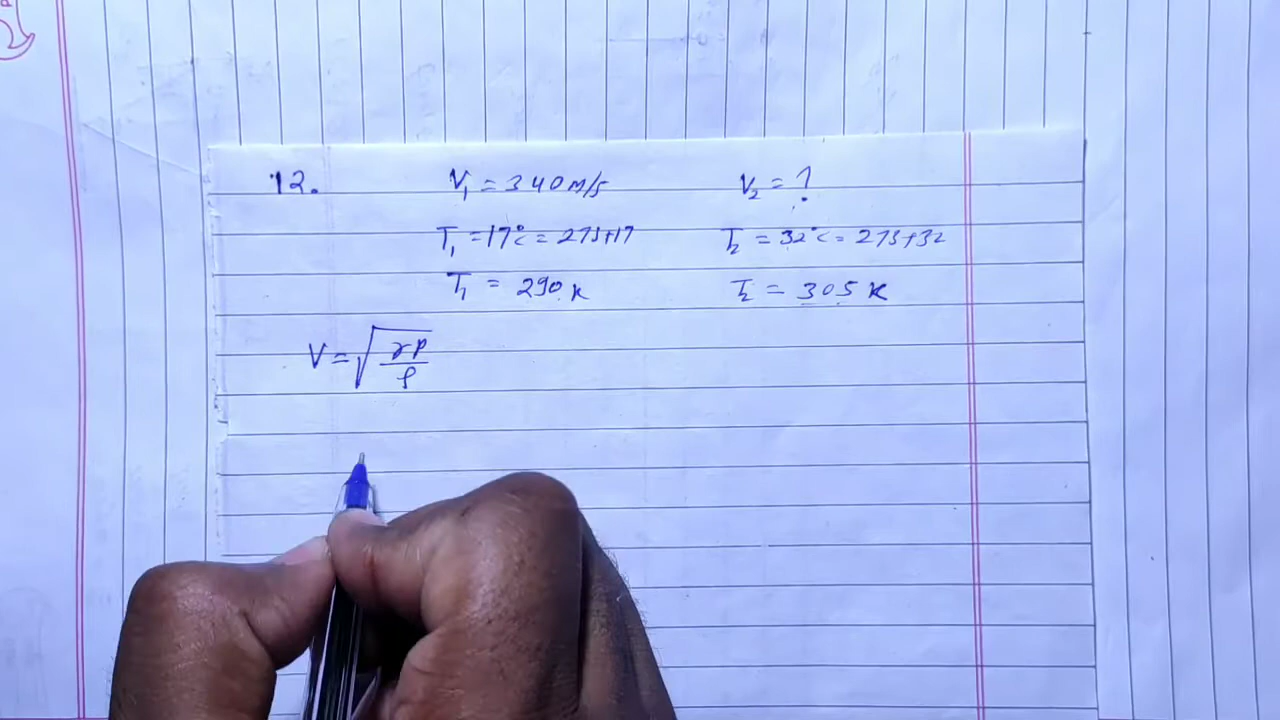 12. V₁ = 340 m/s V₂ = ?
T₁ = 17°c = 273+17 T₂ = 32°c = 273+32
T₁ = 290 K T₂ = 305 K
V = √(γP/ρ)